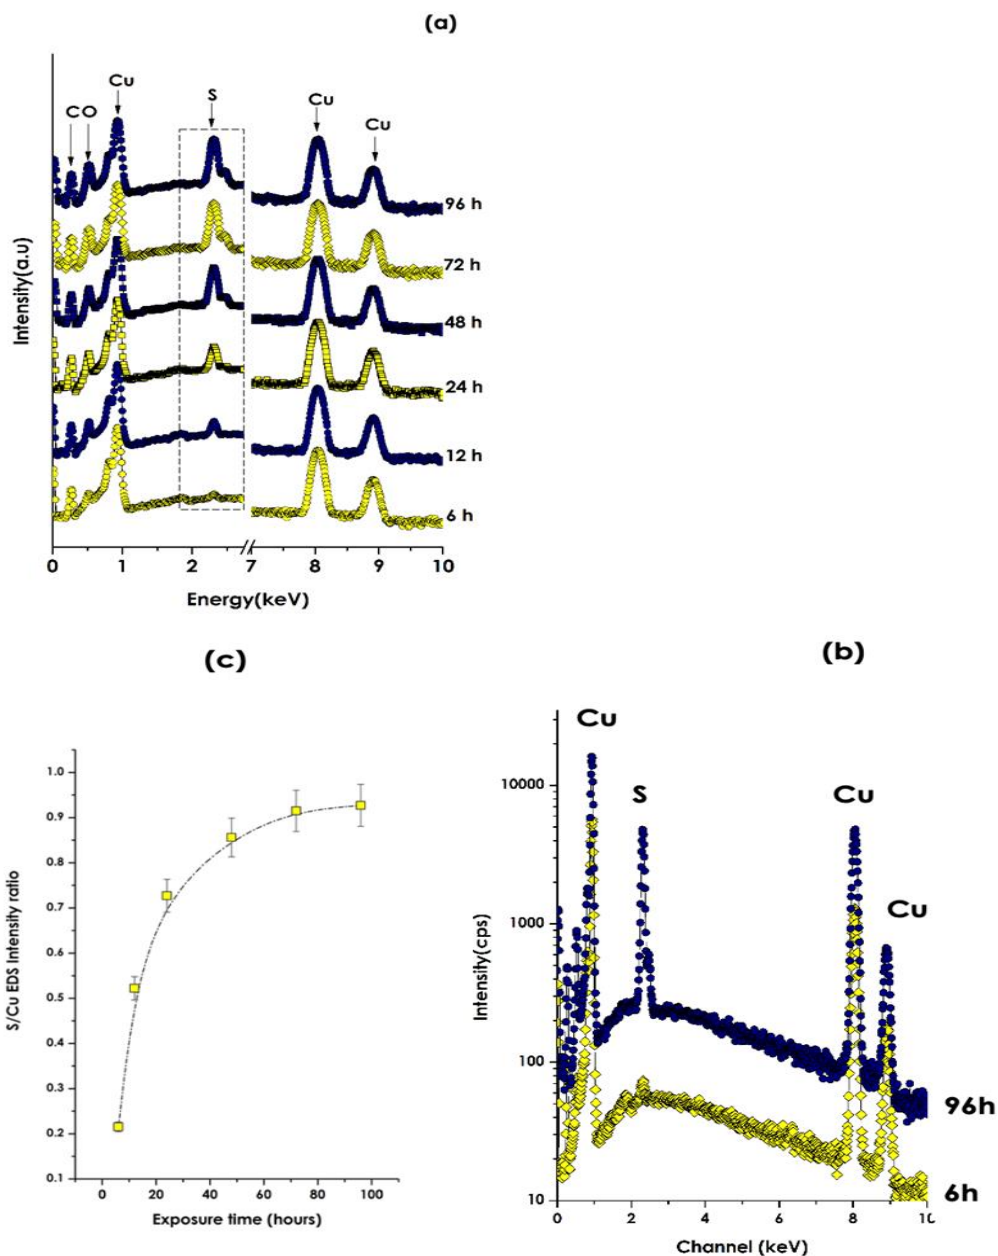 (a)
Cu
S
C O
Cu
Cu
96 h
72 h
48 h
24 h
12 h
6 h
Intensity(a.u)
0 1 2 7 8 9 10
Energy(keV)
(c)
1.0
0.9
0.8
0.7
0.6
0.5
0.4
0.3
0.2
0.1
S/Cu EDS Intensity ratio
0 20 40 60 80 100
Exposure time (hours)
(b)
Cu
S
Cu
Cu
10000
1000
100
10
Intensity(cps)
96h
6h
0 2 4 6 8
Channel (keV)